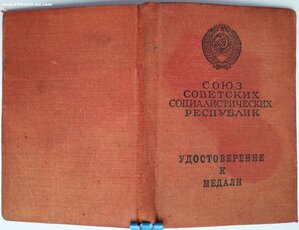 СОЮЗ
СОВЕТСКИХ
СОЦИАЛИСТИЧЕСКИХ
РЕСПУБЛИК
УДОСТОВЕРЕНИЕ
К
МЕДАЛИ